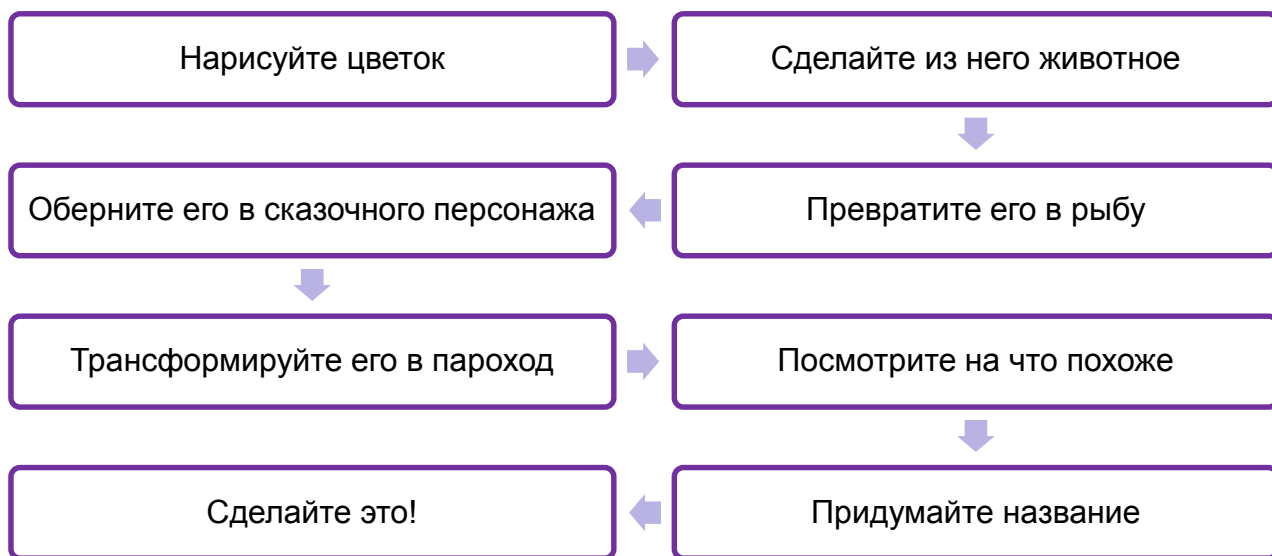 Нарисуйте цветок
Сделайте из него животное
Превратите его в рыбу
Оберните его в сказочного персонажа
Трансформируйте его в пароход
Посмотрите на что похоже
Придумайте название
Сделайте это!